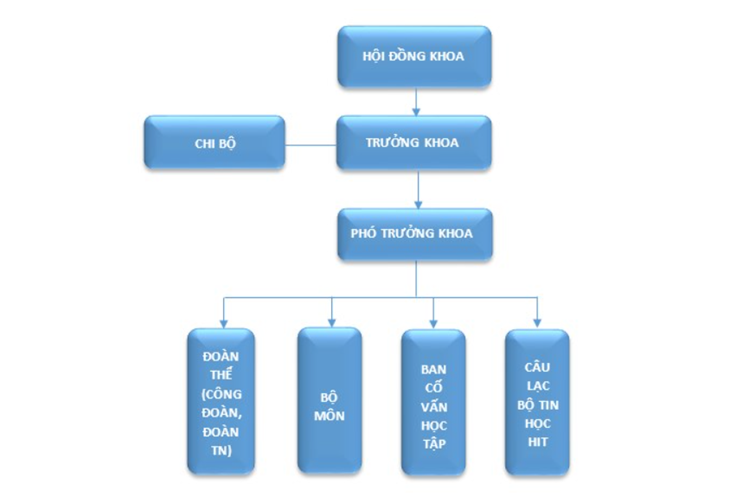 HỘI ĐỒNG KHOA
CHI BỘ
TRƯỞNG KHOA
PHÓ TRƯỞNG KHOA
ĐOÀN
THỂ
(CÔNG
ĐOÀN,
ĐOÀN
TN)
BỘ
MÔN
BAN
CỐ
VẤN
HỌC
TẬP
CÂU
LẠC
BỘ TIN
HỌC
HIT